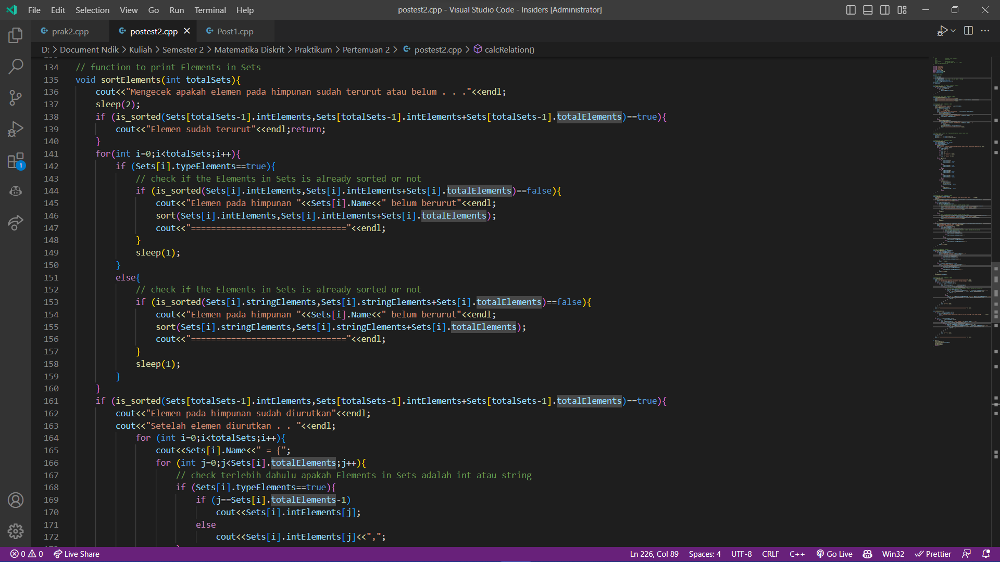 File Edit Selection View Go Run Terminal Help
postest2.cpp - Visual Studio Code - Insiders [Administrator]
prak2.cpp
postest2.cpp
Post1.cpp
D: > Document Ndik > Kuliah > Semester 2 > Matematika Diskrit > Praktikum > Pertemuan 2 > postest2.cpp > calcRelation()
134 // function to print Elements in Sets
135 void sortElements(int totalSets){
136 cout<<"Mengecek apakah elemen pada himpunan sudah terurut atau belum . . ."<<endl;
137 sleep(2);
138 if (is_sorted(Sets[totalSets-1].intElements,Sets[totalSets-1].intElements+Sets[totalSets-1].totalElements)==true){
139 cout<<"Elemen sudah terurut"<<endl;return;
140 }
141 for(int i=0;i<totalSets;i++){
142 if (Sets[i].typeElements==true){
143 // check if the Elements in Sets is already sorted or not
144 if (is_sorted(Sets[i].intElements,Sets[i].intElements+Sets[i].totalElements)==false){
145 cout<<"Elemen pada himpunan "<<Sets[i].Name<<" belum berurut"<<endl;
146 sort(Sets[i].intElements,Sets[i].intElements+Sets[i].totalElements);
147 cout<<"==============================="<<endl;
148 }
149 sleep(1);
150 }
151 else{
152 // check if the Elements in Sets is already sorted or not
153 if (is_sorted(Sets[i].stringElements,Sets[i].stringElements+Sets[i].totalElements)==false){
154 cout<<"Elemen pada himpunan "<<Sets[i].Name<<" belum berurut"<<endl;
155 sort(Sets[i].stringElements,Sets[i].stringElements+Sets[i].totalElements);
156 cout<<"==============================="<<endl;
157 }
158 sleep(1);
159 }
160 }
161 if (is_sorted(Sets[totalSets-1].intElements,Sets[totalSets-1].intElements+Sets[totalSets-1].totalElements)==true){
162 cout<<"Elemen pada himpunan sudah diurutkan"<<endl;
163 cout<<"Setelah elemen diurutkan . . "<<endl;
164 for (int i=0;i<totalSets;i++){
165 cout<<Sets[i].Name<<" = {";
166 for (int j=0;j<Sets[i].totalElements;j++){
167 // check terlebih dahulu apakah Elements in Sets adalah int atau string
168 if (Sets[i].typeElements==true){
169 if (j==Sets[i].totalElements-1)
170 cout<<Sets[i].intElements[j];
171 else
172 cout<<Sets[i].intElements[j]<<",";
1
0 0 Live Share
Ln 226, Col 89 Spaces: 4 UTF-8 CRLF C++ Go Live Win32 Prettier